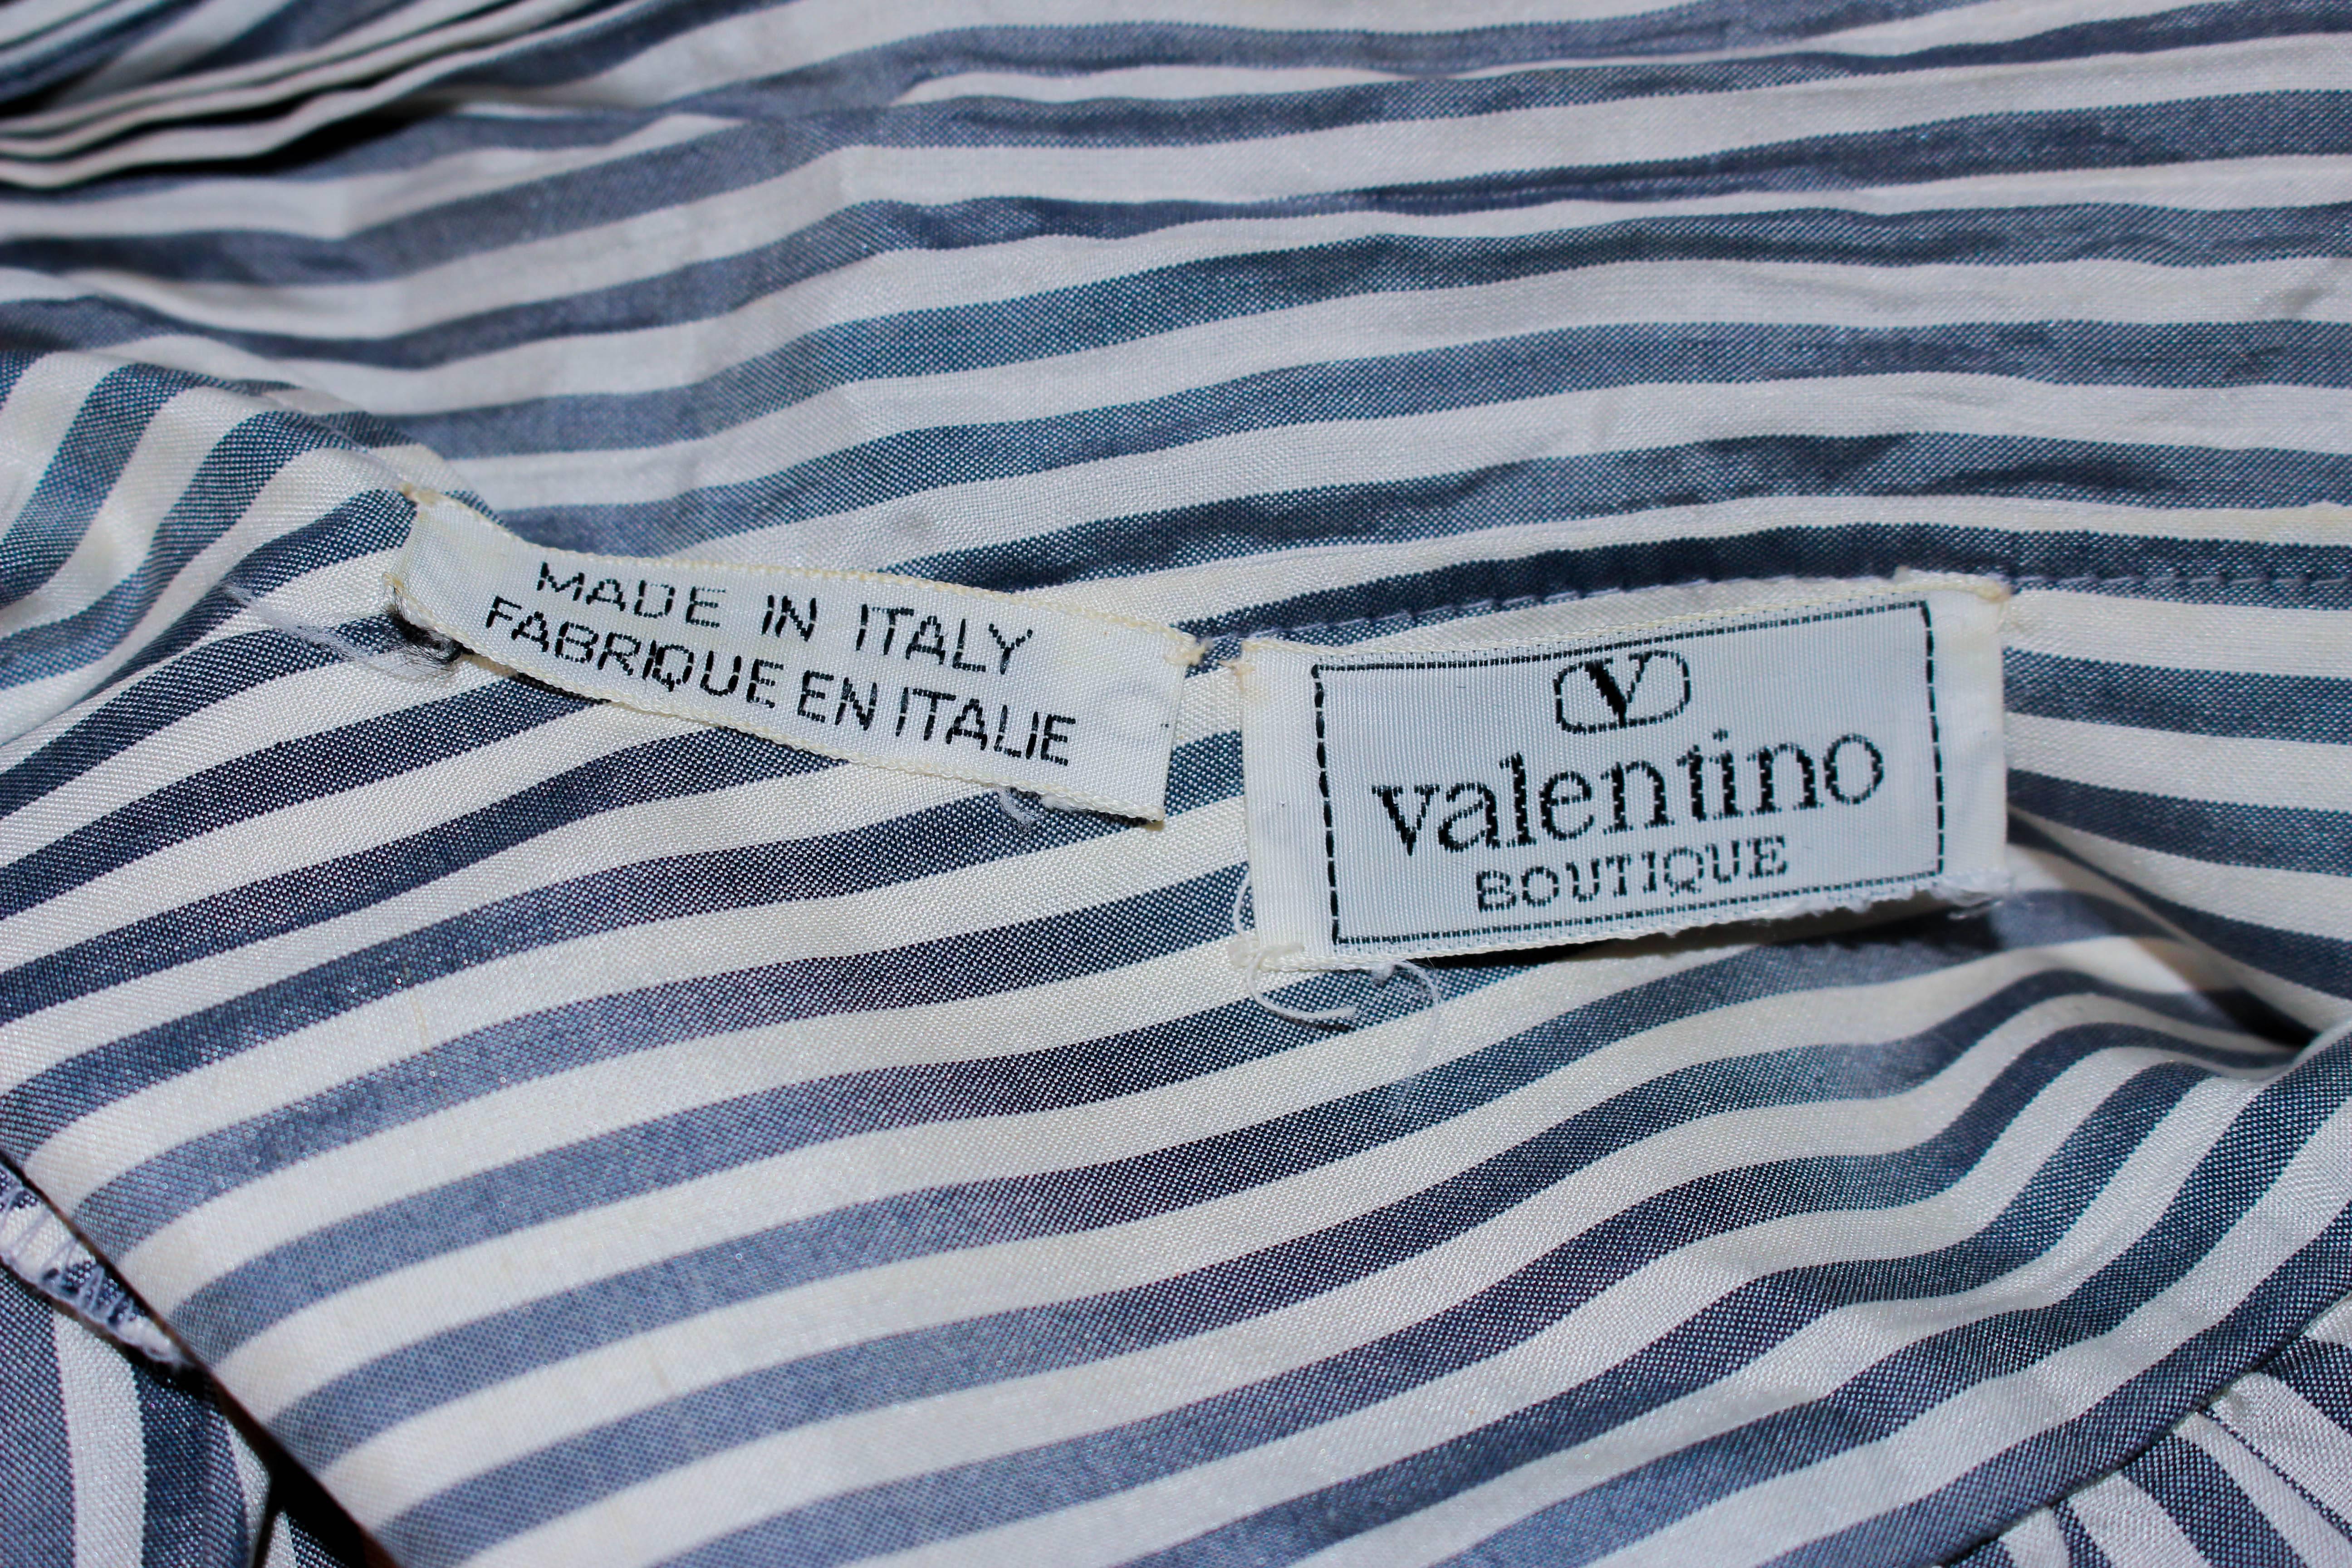 MADE IN ITALY
FABRIQUE EN ITALIE
V
valentino
BOUTIQUE